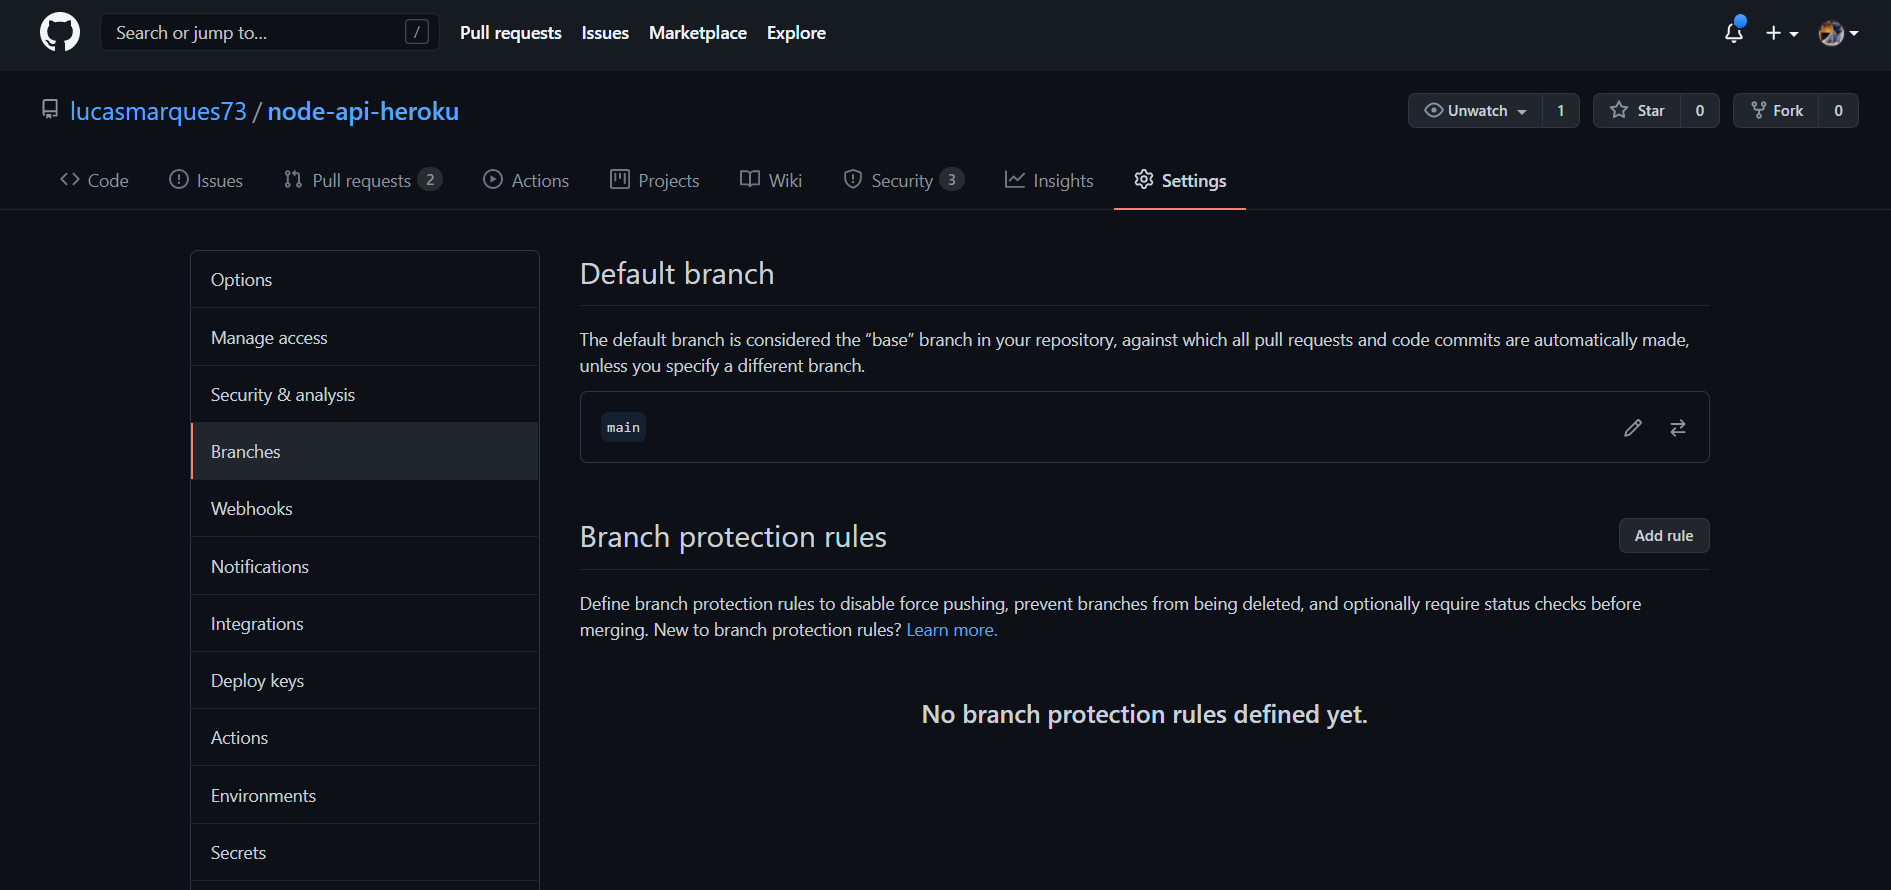 Search or jump to... /
Pull requests Issues Marketplace Explore
lucasmarques73 / node-api-heroku
Unwatch 1 Star 0 Fork 0
Code Issues Pull requests 2 Actions Projects Wiki Security 3 Insights Settings
Options
Manage access
Security & analysis
Branches
Webhooks
Notifications
Integrations
Deploy keys
Actions
Environments
Secrets
Default branch
The default branch is considered the “base” branch in your repository, against which all pull requests and code commits are automatically made,
unless you specify a different branch.
main
Branch protection rules
Add rule
Define branch protection rules to disable force pushing, prevent branches from being deleted, and optionally require status checks before
merging. New to branch protection rules? Learn more.
No branch protection rules defined yet.